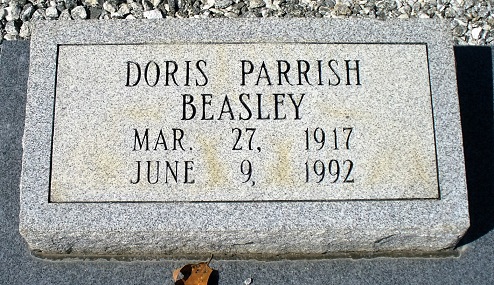 DORIS PARRISH
BEASLEY
MAR. 27, 1917
JUNE 9, 1992